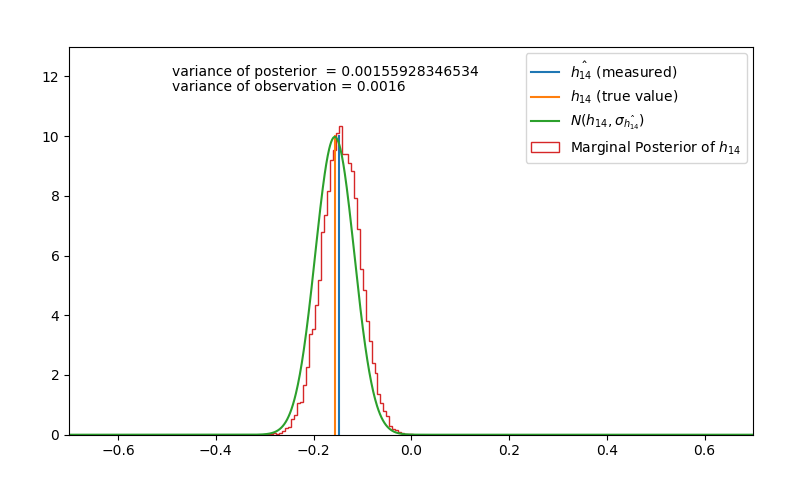 variance of posterior = 0.00155928346534
variance of observation = 0.0016
$\hat{h_{14}}$ (measured)
$h_{14}$ (true value)
$N(h_{14}, \sigma_{\hat{h_{14}}})$
Marginal Posterior of $h_{14}$
12
10
8
6
4
2
0
−0.6 −0.4 −0.2 0.0 0.2 0.4 0.6